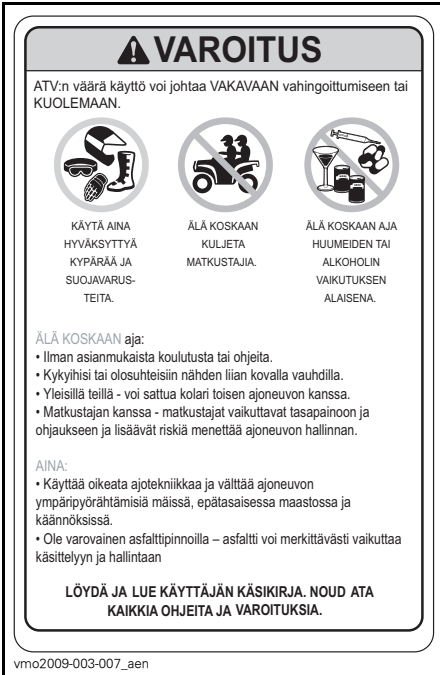 VAROITUS
ATV:n väärä käyttö voi johtaa VAKAVAAN vahingoittumiseen tai
KUOLEMAAN.
KÄYTÄ AINA
HYVÄKSYTTYÄ
KYPÄRÄÄ JA
SUOJAVARUS-
TEITA.
ÄLÄ KOSKAAN
KULJETA
MATKUSTAJIA.
ÄLÄ KOSKAAN AJA
HUUMEIDEN TAI
ALKOHOLIN
VAIKUTUKSEN
ALAISENA.
ÄLÄ KOSKAAN aja:
• Ilman asianmukaista koulutusta tai ohjeita.
• Kykyihisi tai olosuhteisiin nähden liian kovalla vauhdilla.
• Yleisillä teillä - voi sattua kolari toisen ajoneuvon kanssa.
• Matkustajan kanssa - matkustajat vaikuttavat tasapainoon ja
ohjaukseen ja lisäävät riskiä menettää ajoneuvon hallinnan.
AINA:
• Käyttää oikeata ajotekniikkaa ja välttää ajoneuvon
ympäripyörähtämisiä mäissä, epätasaisessa maastossa ja
käännöksissä.
• Ole varovainen asfalttipinnoilla – asfaltti voi merkittävästi vaikuttaa
käsittelyyn ja hallintaan
LÖYDÄ JA LUE KÄYTTÄJÄN KÄSIKIRJA. NOUD ATA
KAIKKIA OHJEITA JA VAROITUKSIA.
vmo2009-003-007_aen